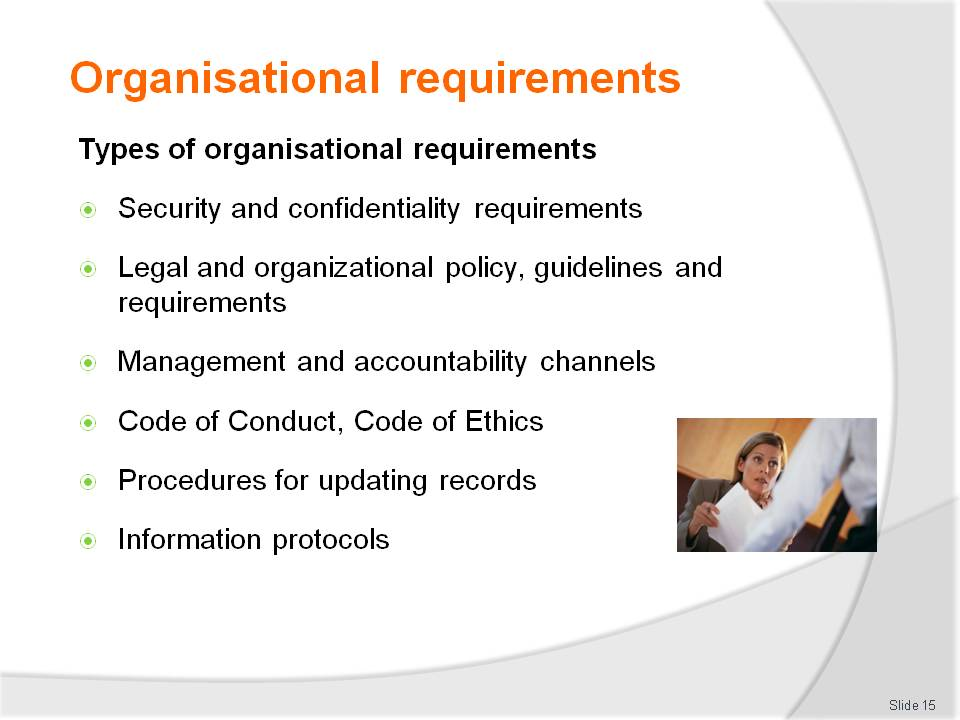 Organisational requirements
Types of organisational requirements
Security and confidentiality requirements
Legal and organizational policy, guidelines and
requirements
Management and accountability channels
Code of Conduct, Code of Ethics
Procedures for updating records
Information protocols
Slide 15